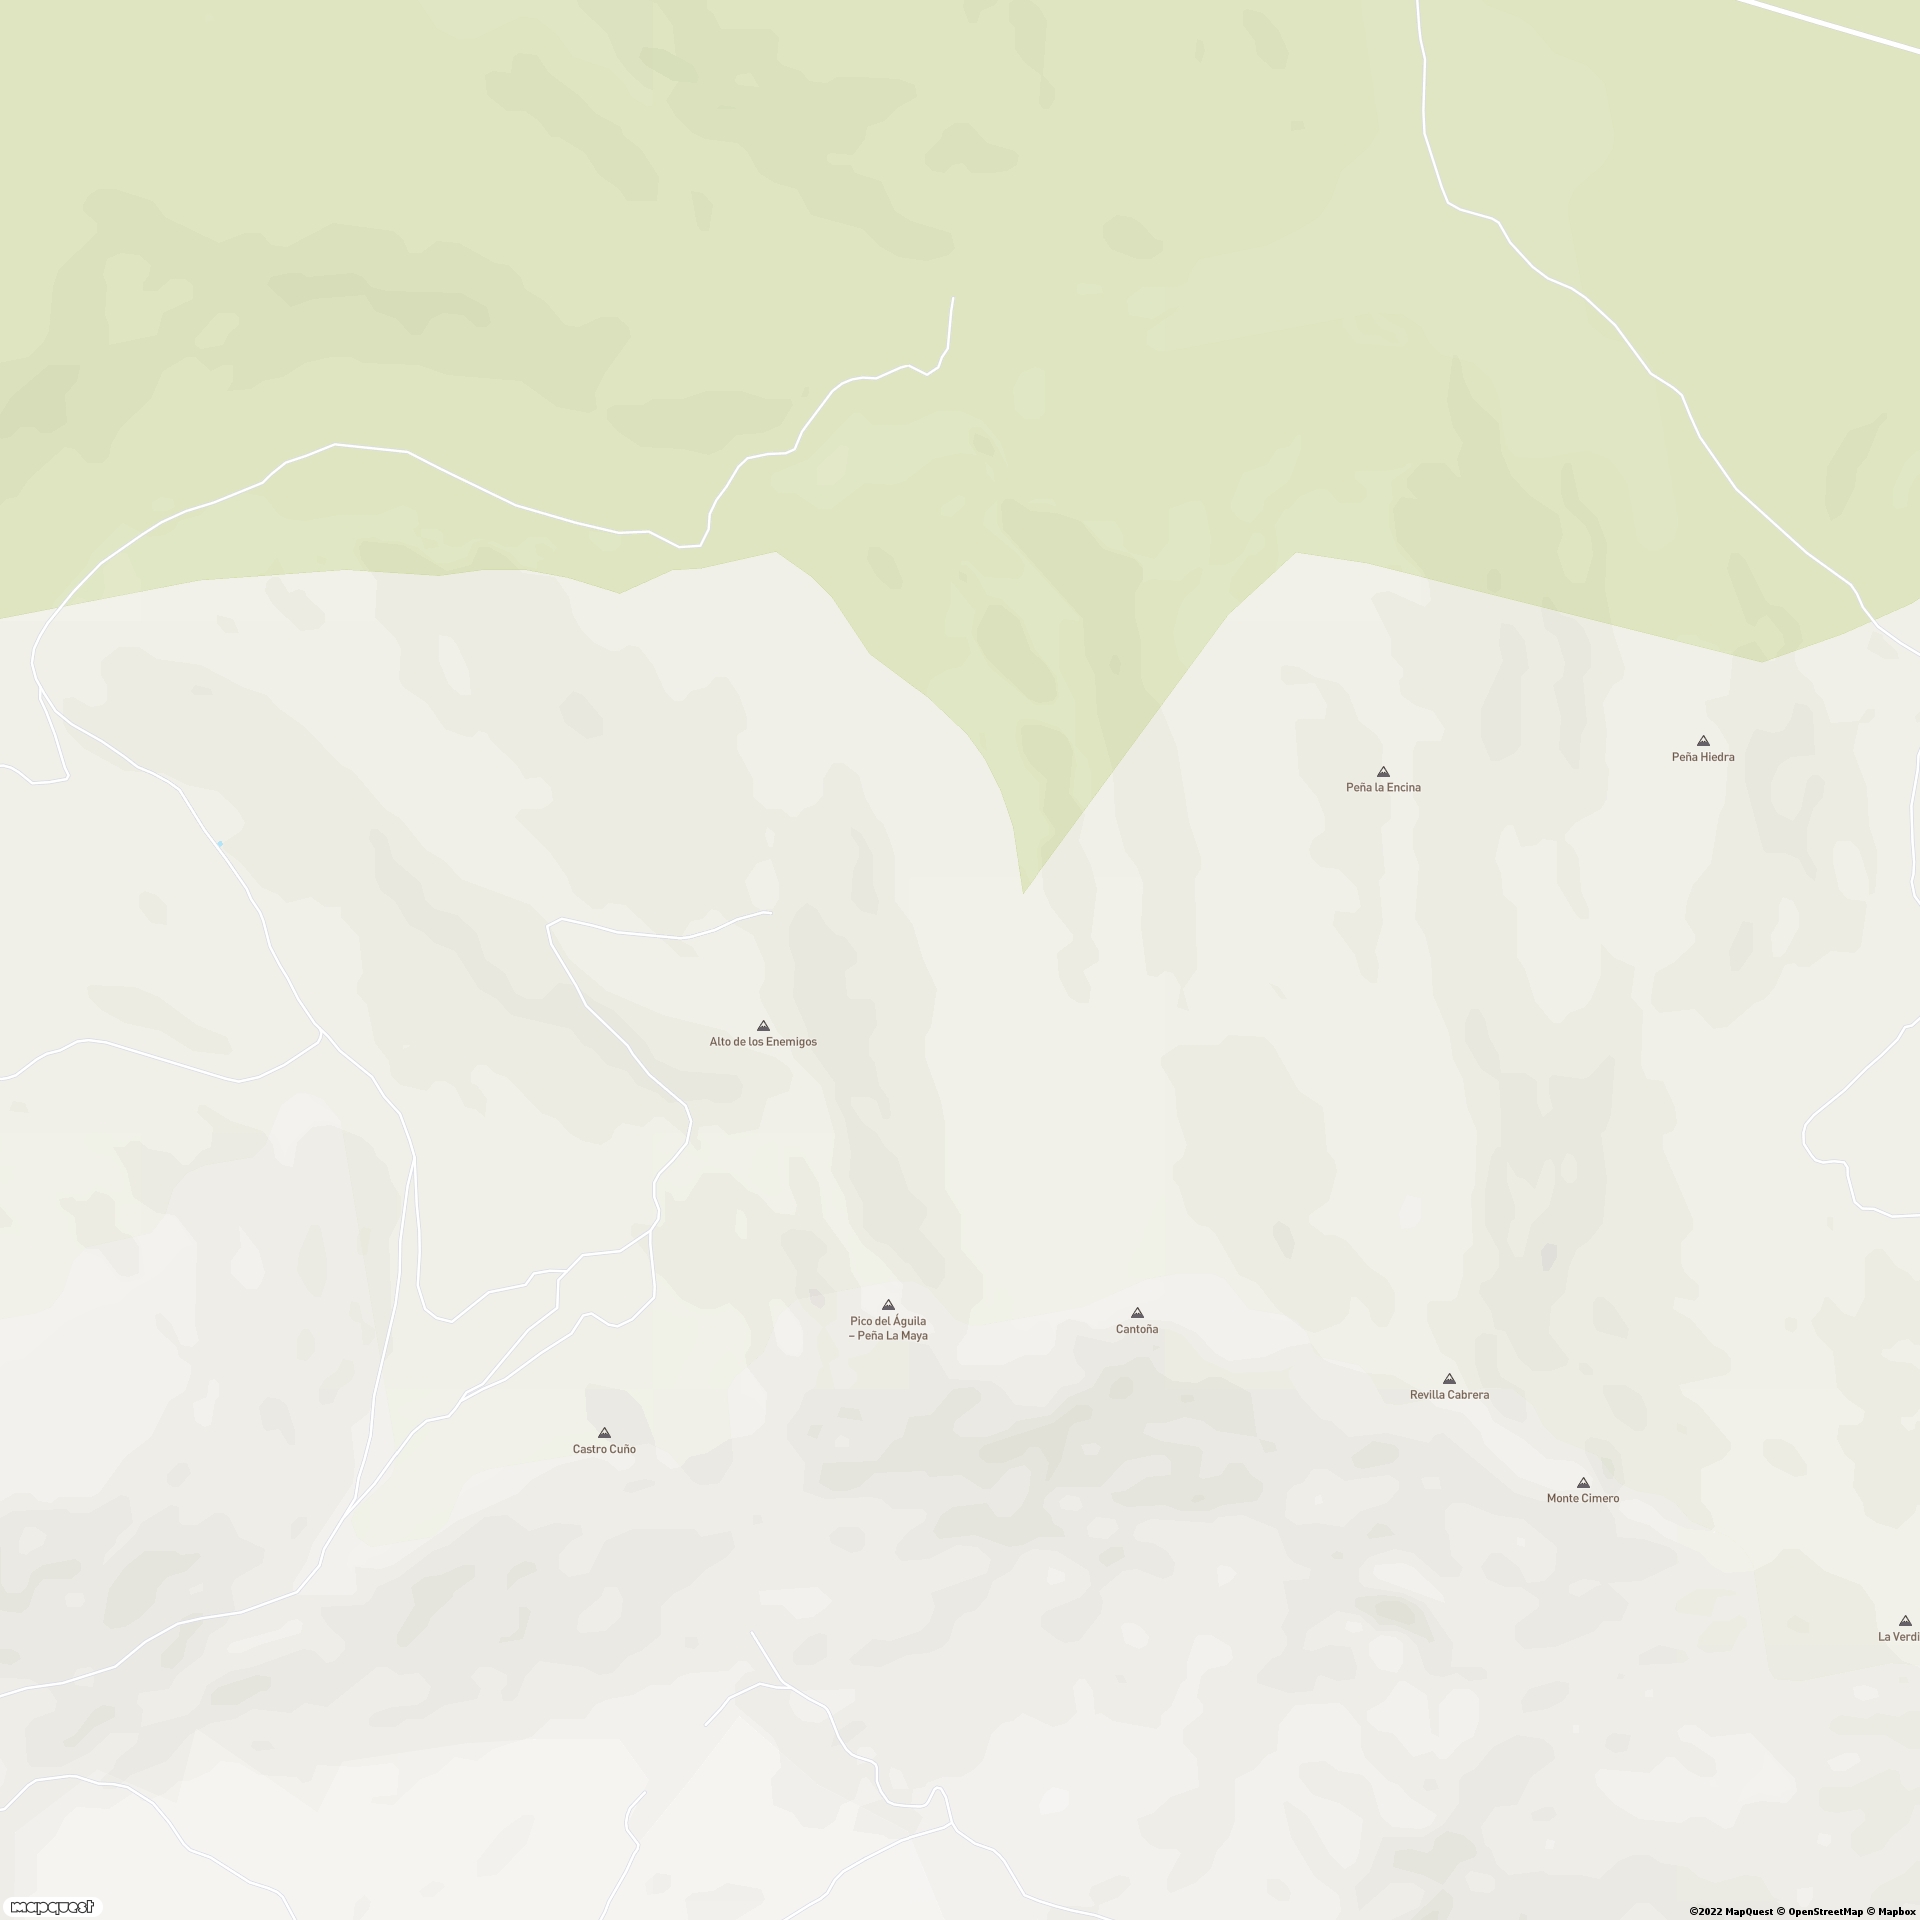 Peña Hiedra
Peña la Encina
Alto de los Enemigos
Pico del Águila
– Peña La Maya
Cantoña
Revilla Cabrera
Castro Cuño
Monte Cimero
La Verdi
mapquest
©2022 MapQuest © OpenStreetMap © Mapbox